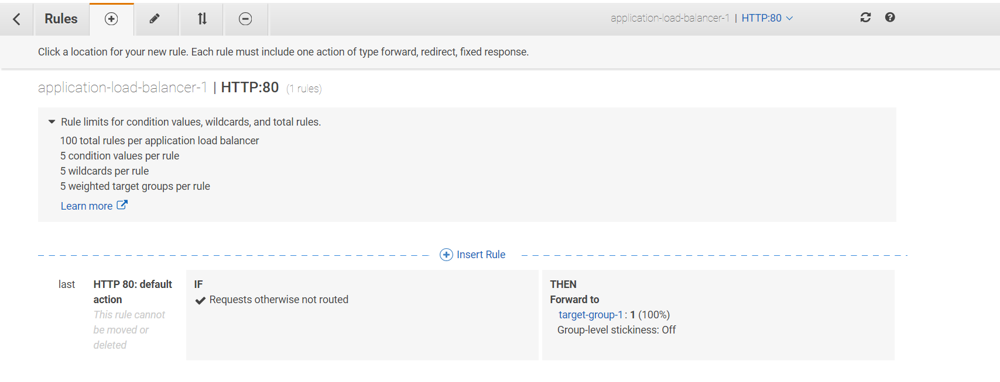 Rules
application-load-balancer-1 | HTTP:80
Click a location for your new rule. Each rule must include one action of type forward, redirect, fixed response.
application-load-balancer-1 | HTTP:80 (1 rules)
Rule limits for condition values, wildcards, and total rules.
100 total rules per application load balancer
5 condition values per rule
5 wildcards per rule
5 weighted target groups per rule
Learn more
Insert Rule
last
HTTP 80: default
action
This rule cannot
be moved or
deleted
IF
Requests otherwise not routed
THEN
Forward to
target-group-1: 1 (100%)
Group-level stickiness: Off